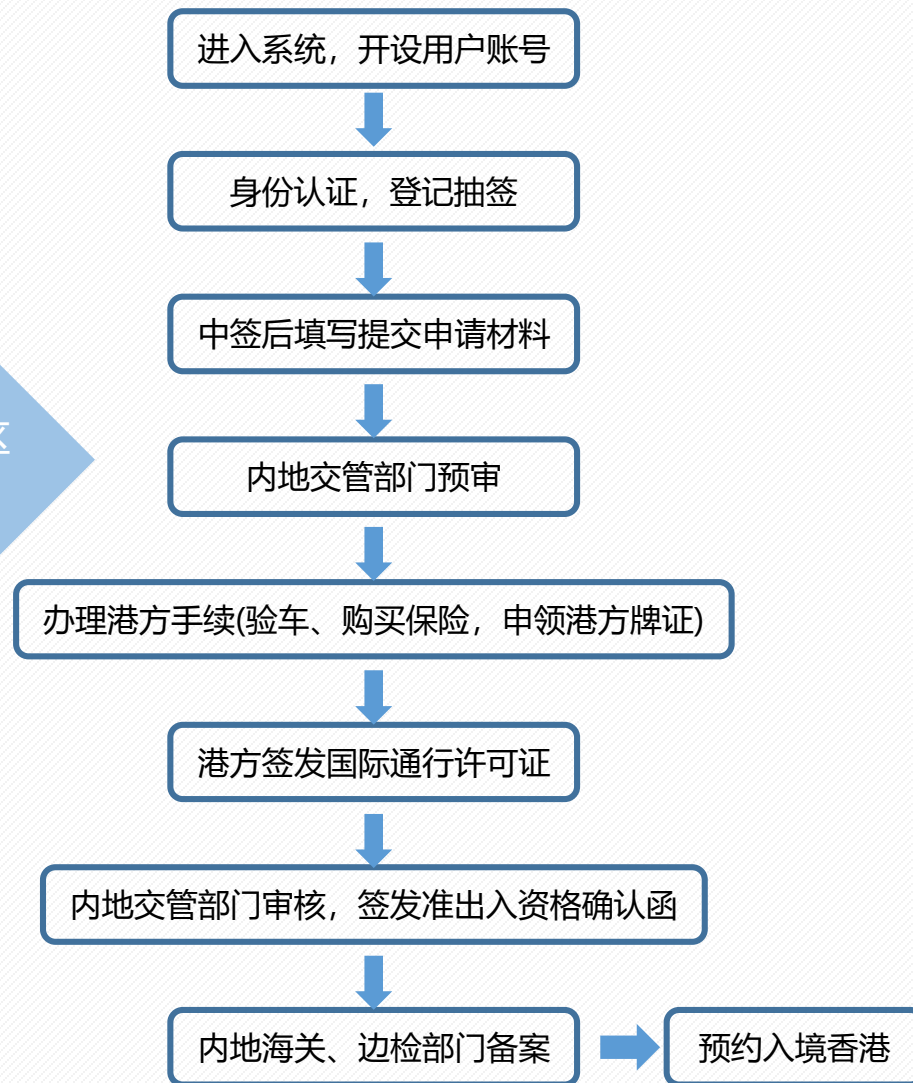 进入系统，开设用户账号
身份认证，登记抽签
中签后填写提交申请材料
区
内地交管部门预审
办理港方手续(验车、购买保险，申领港方牌证)
港方签发国际通行许可证
内地交管部门审核，签发准出入资格确认函
内地海关、边检部门备案
预约入境香港